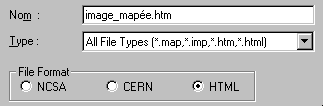 Nom : image_mapée.htm
Type : All File Types (*.map,*.imp,*.htm,*.html)
File Format
NCSA CERN HTML